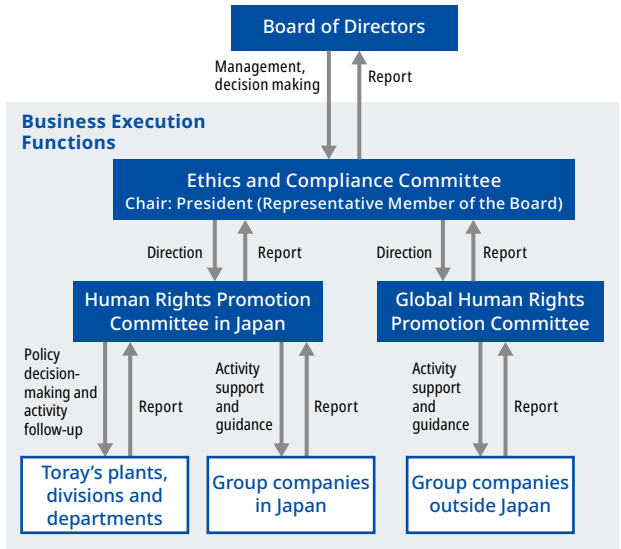 Board of Directors
Management,
decision making
Report
Business Execution
Functions
Ethics and Compliance Committee
Chair: President (Representative Member of the Board)
Direction
Report
Direction
Report
Human Rights Promotion
Committee in Japan
Global Human Rights
Promotion Committee
Policy
decision-
making and
activity
follow-up
Report
Activity
support
and
guidance
Report
Activity
support
and
guidance
Report
Toray's plants,
divisions and
departments
Group companies
in Japan
Group companies
outside Japan